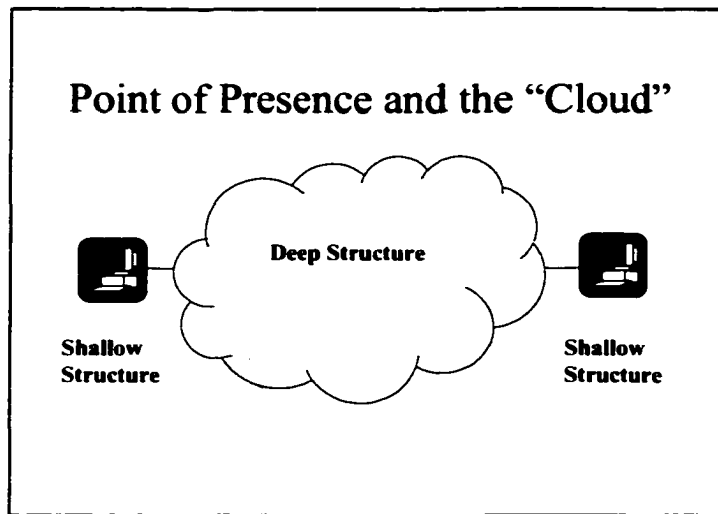 Point of Presence and the “Cloud”
Deep Structure
Shallow
Structure
Shallow
Structure